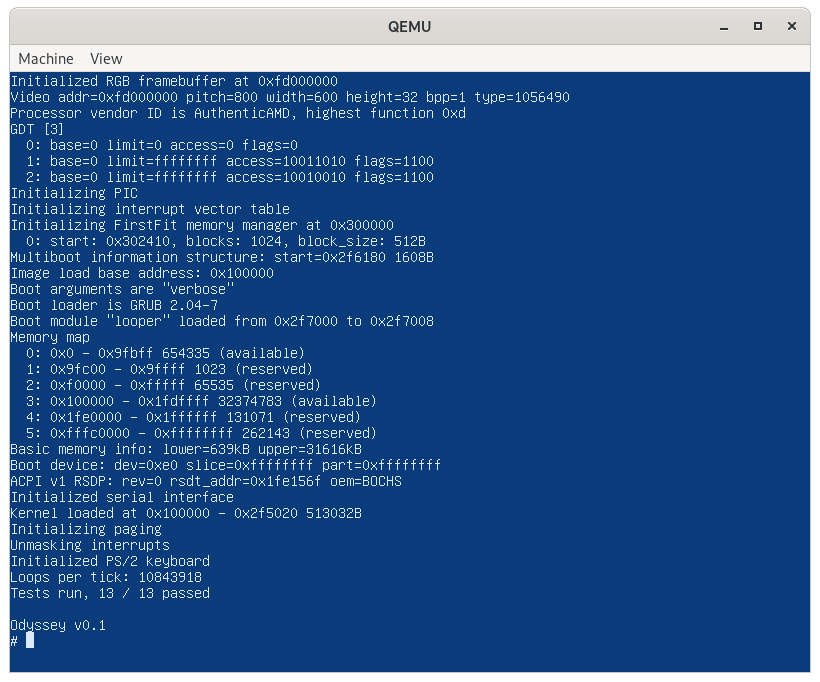 QEMU
Machine View
Initialized RGB framebuffer at 0xfd000000
Video addr=0xfd000000 pitch=800 width=600 height=32 bpp=1 type=1056490
Processor vendor ID is AuthenticAMD, highest function 0xd
GDT [3]
0: base=0 limit=0 access=0 flags=0
1: base=0 limit=ffffffff access=10011010 flags=1100
2: base=0 limit=ffffffff access=10010010 flags=1100
Initializing PIC
Initializing interrupt vector table
Initializing FirstFit memory manager at 0x300000
0: start: 0x302410, blocks: 1024, block_size: 512B
Multiboot information structure: start=0x2f6180 1608B
Image load base address: 0x100000
Boot arguments are "verbose"
Boot loader is GRUB 2.04-7
Boot module "looper" loaded from 0x2f7000 to 0x2f7008
Memory map
0: 0x0 - 0x9fbff 654335 (available)
1: 0x9fc00 - 0x9ffff 1023 (reserved)
2: 0xf0000 - 0xfffff 65535 (reserved)
3: 0x100000 - 0x1fdffff 32374783 (available)
4: 0x1fe0000 - 0x1ffffff 131071 (reserved)
5: 0xfffc0000 - 0xffffffff 262143 (reserved)
Basic memory info: lower=639kB upper=31616kB
Boot device: dev=0xe0 slice=0xffffffff part=0xffffffff
ACPI v1 RSDP: rev=0 rsdt_addr=0x1fe156f oem=BOCHS
Initialized serial interface
Kernel loaded at 0x100000 - 0x2f5020 513032B
Initializing paging
Unmasking interrupts
Initialized PS/2 keyboard
Loops per tick: 10843918
Tests run, 13 / 13 passed
Odyssey v0.1
#